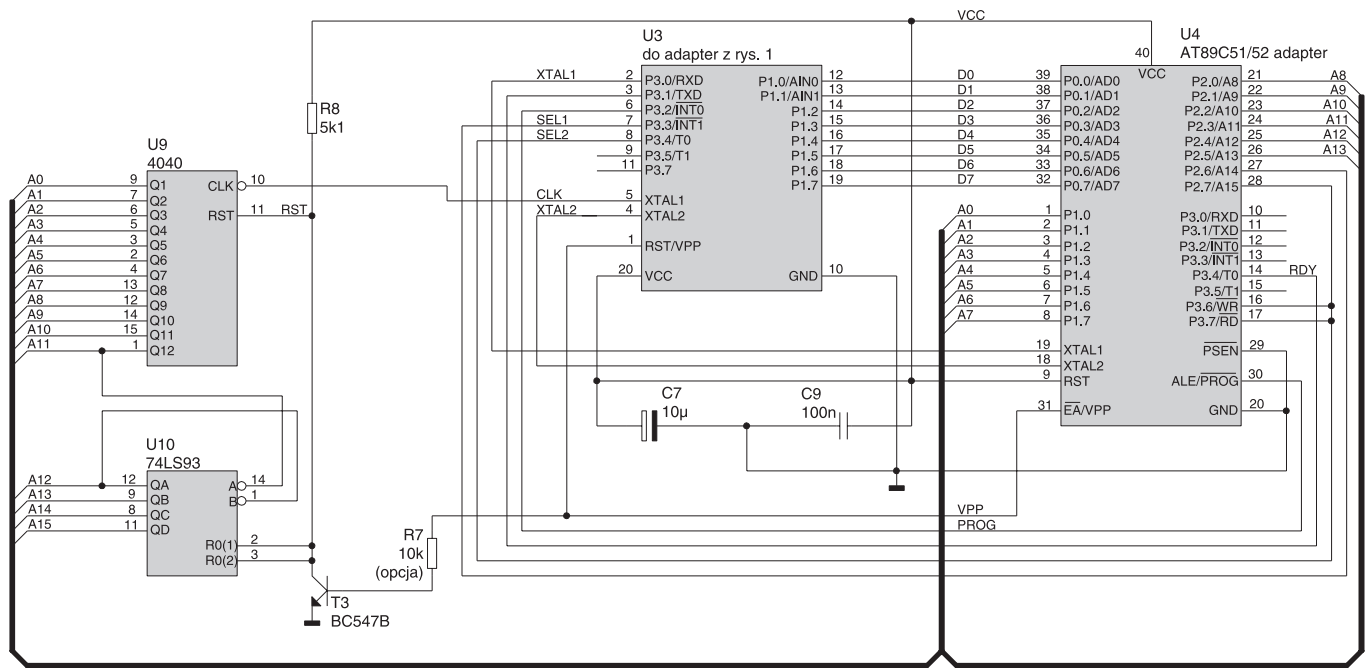 VCC
U3
do adapter z rys. 1
U4
AT89C51/52 adapter
40
VCC
XTAL1 2 P3.0/RXD P1.0/AIN0 12 D0 39 P0.0/AD0 P2.0/A8 21 A8
3 P3.1/TXD P1.1/AIN1 13 D1 38 P0.1/AD1 P2.1/A9 22 A9
6 P3.2/INT0 P1.2 14 D2 37 P0.2/AD2 P2.2/A10 23 A10
SEL1 7 P3.3/INT1 P1.3 15 D3 36 P0.3/AD3 P2.3/A11 24 A11
SEL2 8 P3.4/T0 P1.4 16 D4 35 P0.4/AD4 P2.4/A12 25 A12
9 P3.5/T1 P1.5 17 D5 34 P0.5/AD5 P2.5/A13 26 A13
11 P3.7 P1.6 18 D6 33 P0.6/AD6 P2.6/A14 27
P1.7 19 D7 32 P0.7/AD7 P2.7/A15 28
CLK 5 XTAL1
XTAL2 4 XTAL2
1 RST/VPP
20 VCC GND 10
A0 1 P1.0 P3.0/RXD 10
A1 2 P1.1 P3.1/TXD 11
A2 3 P1.2 P3.2/INT0 12
A3 4 P1.3 P3.3/INT1 13
A4 5 P1.4 P3.4/T0 14 RDY
A5 6 P1.5 P3.5/T1 15
A6 7 P1.6 P3.6/WR 16
A7 8 P1.7 P3.7/RD 17
19 XTAL1 PSEN 29
18 XTAL2
9 RST ALE/PROG 30
31 EA/VPP GND 20
R8
5k1
U9
4040
A0 9 Q1 CLK 10
A1 7 Q2
A2 6 Q3 RST 11 RST
A3 5 Q4
A4 3 Q5
A5 2 Q6
A6 4 Q7
A7 13 Q8
A8 12 Q9
A9 14 Q10
A10 15 Q11
A11 1 Q12
C7
10µ
C9
100n
U10
74LS93
A12 12 QA A 14
A13 9 QB B 1
A14 8 QC
A15 11 QD
R0(1) 2
R0(2) 3
VPP
PROG
R7
10k
(opcja)
T3
BC547B